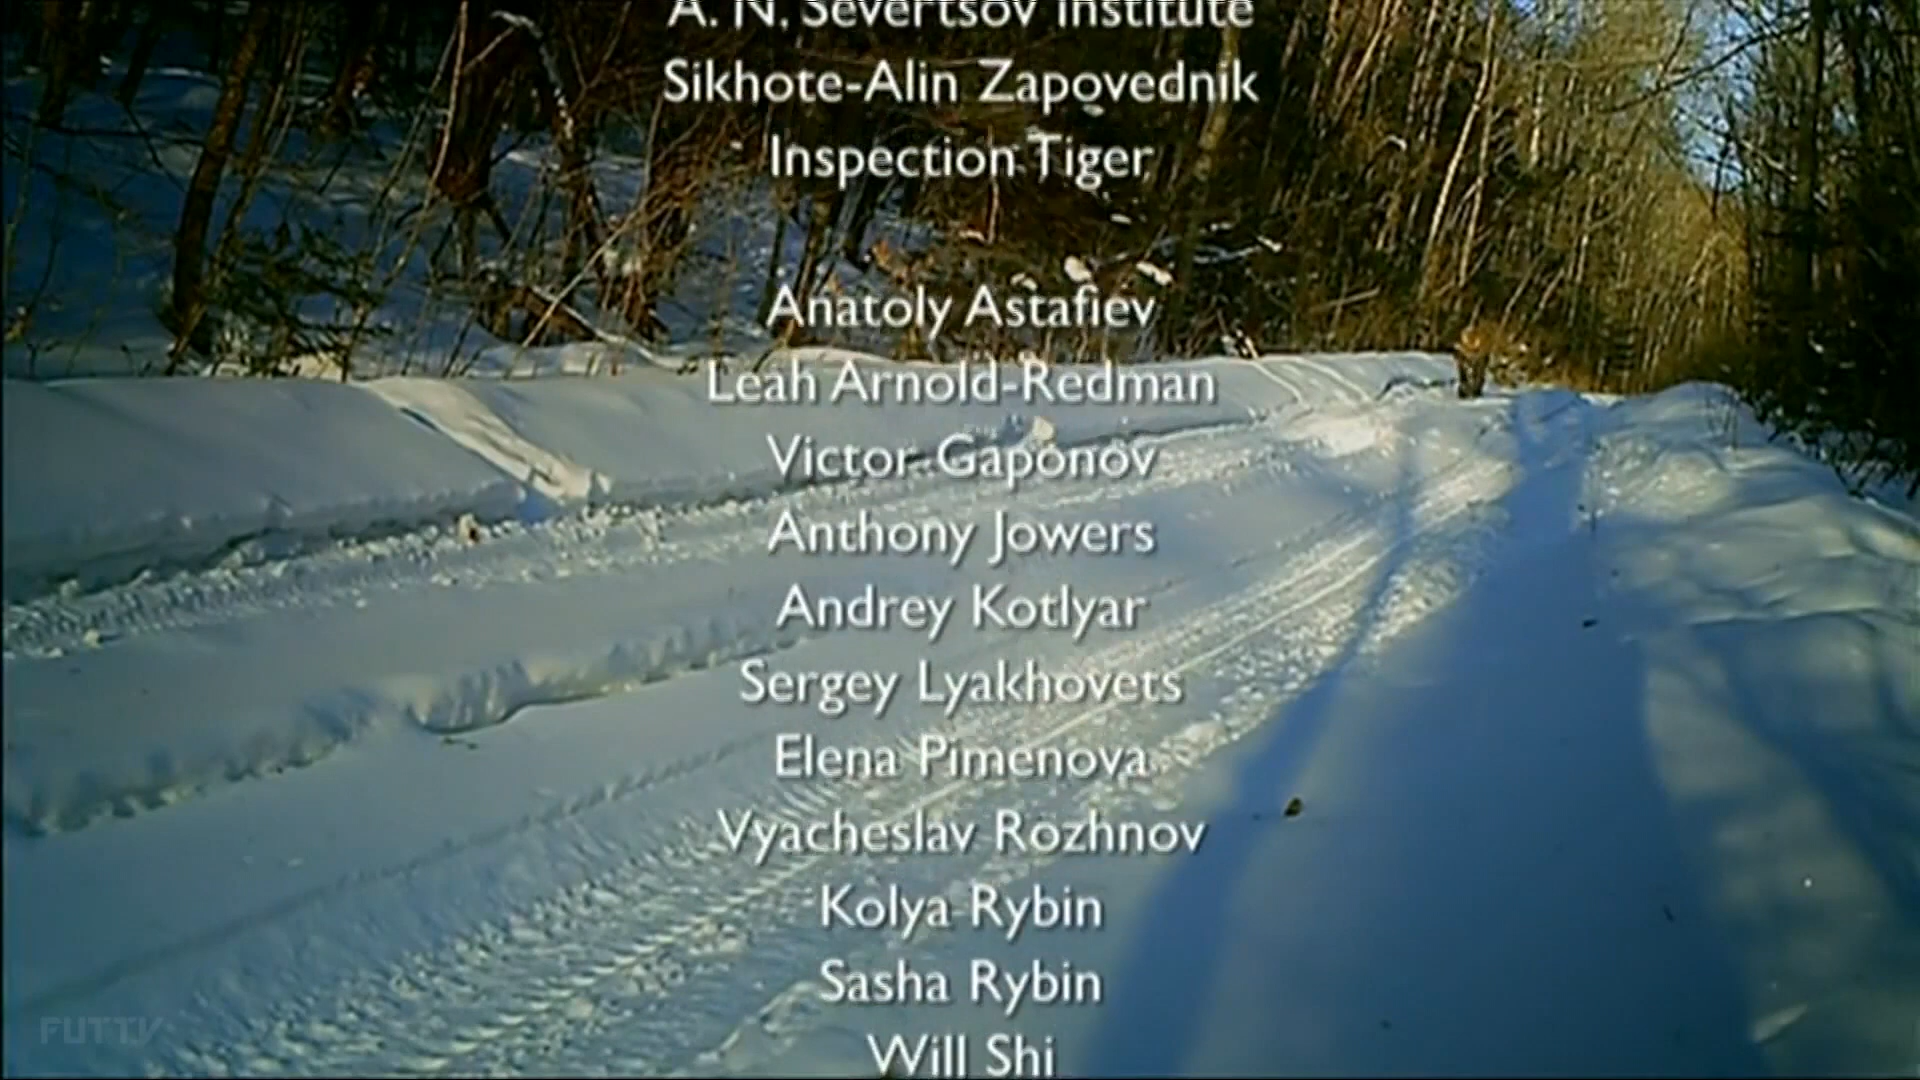 A. N. Severtsov Institute
Sikhote-Alin Zapovednik
Inspection Tiger
Anatoly Astafiev
Leah Arnold-Redman
Victor Gaponov
Anthony Jowers
Andrey Kotlyar
Sergey Lyakhovets
Elena Pimenova
Vyacheslav Rozhnov
Kolya Rybin
Sasha Rybin
Will Shi
FUTTV